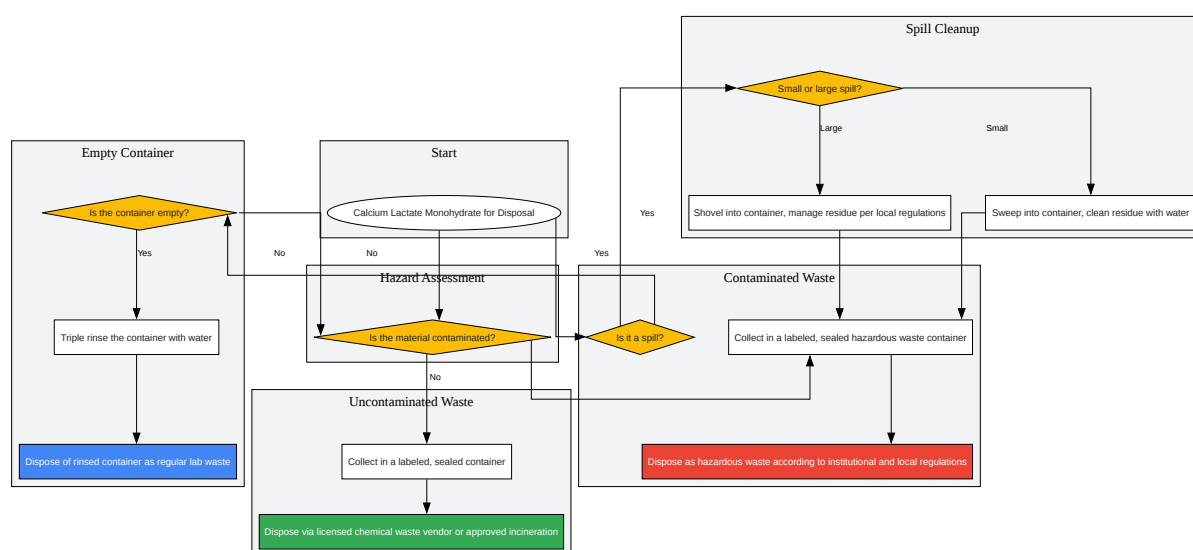 Spill Cleanup
Small or large spill?
Large
Small
Empty Container
Start
Is the container empty?
Calcium Lactate Monohydrate for Disposal
Yes
Shovel into container, manage residue per local regulations
Sweep into container, clean residue with water
Yes
No
No
Yes
Hazard Assessment
Contaminated Waste
Triple rinse the container with water
Is the material contaminated?
Is it a spill?
Collect in a labeled, sealed hazardous waste container
No
Uncontaminated Waste
Dispose of rinsed container as regular lab waste
Collect in a labeled, sealed container
Dispose as hazardous waste according to institutional and local regulations
Dispose via licensed chemical waste vendor or approved incineration